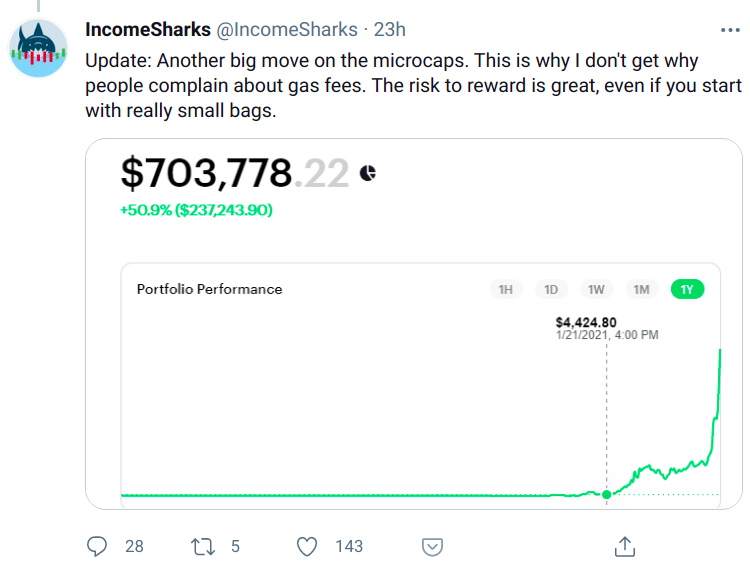 IncomeSharks @IncomeSharks · 23h
Update: Another big move on the microcaps. This is why I don't get why
people complain about gas fees. The risk to reward is great, even if you start
with really small bags.
$703,778.22
+50.9% ($237,243.90)
Portfolio Performance 1H 1D 1W 1M 1Y
$4,424.80
1/21/2021, 4:00 PM
28 5 143